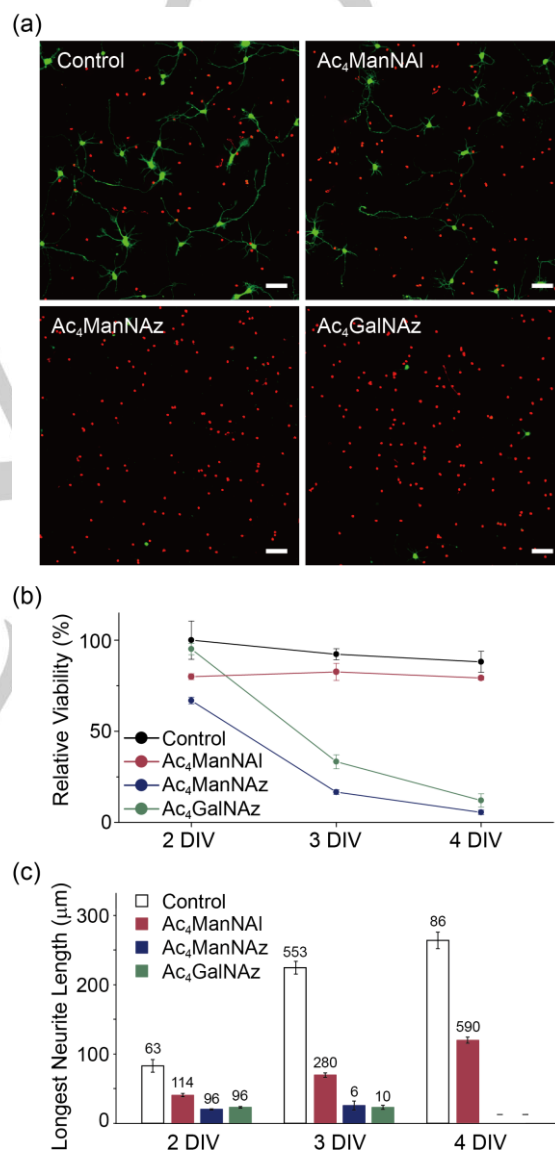 (a)
Control
Ac₄ManNAl
Ac₄ManNAz
Ac₄GalNAz
(b)
Relative Viability (%)
100
50
0
Control
Ac₄ManNAl
Ac₄ManNAz
Ac₄GalNAz
2 DIV 3 DIV 4 DIV
(c)
Longest Neurite Length (μm)
300
200
100
0
Control
Ac₄ManNAl
Ac₄ManNAz
Ac₄GalNAz
63 114 96 96
553 280 6 10
86 590 – –
2 DIV 3 DIV 4 DIV